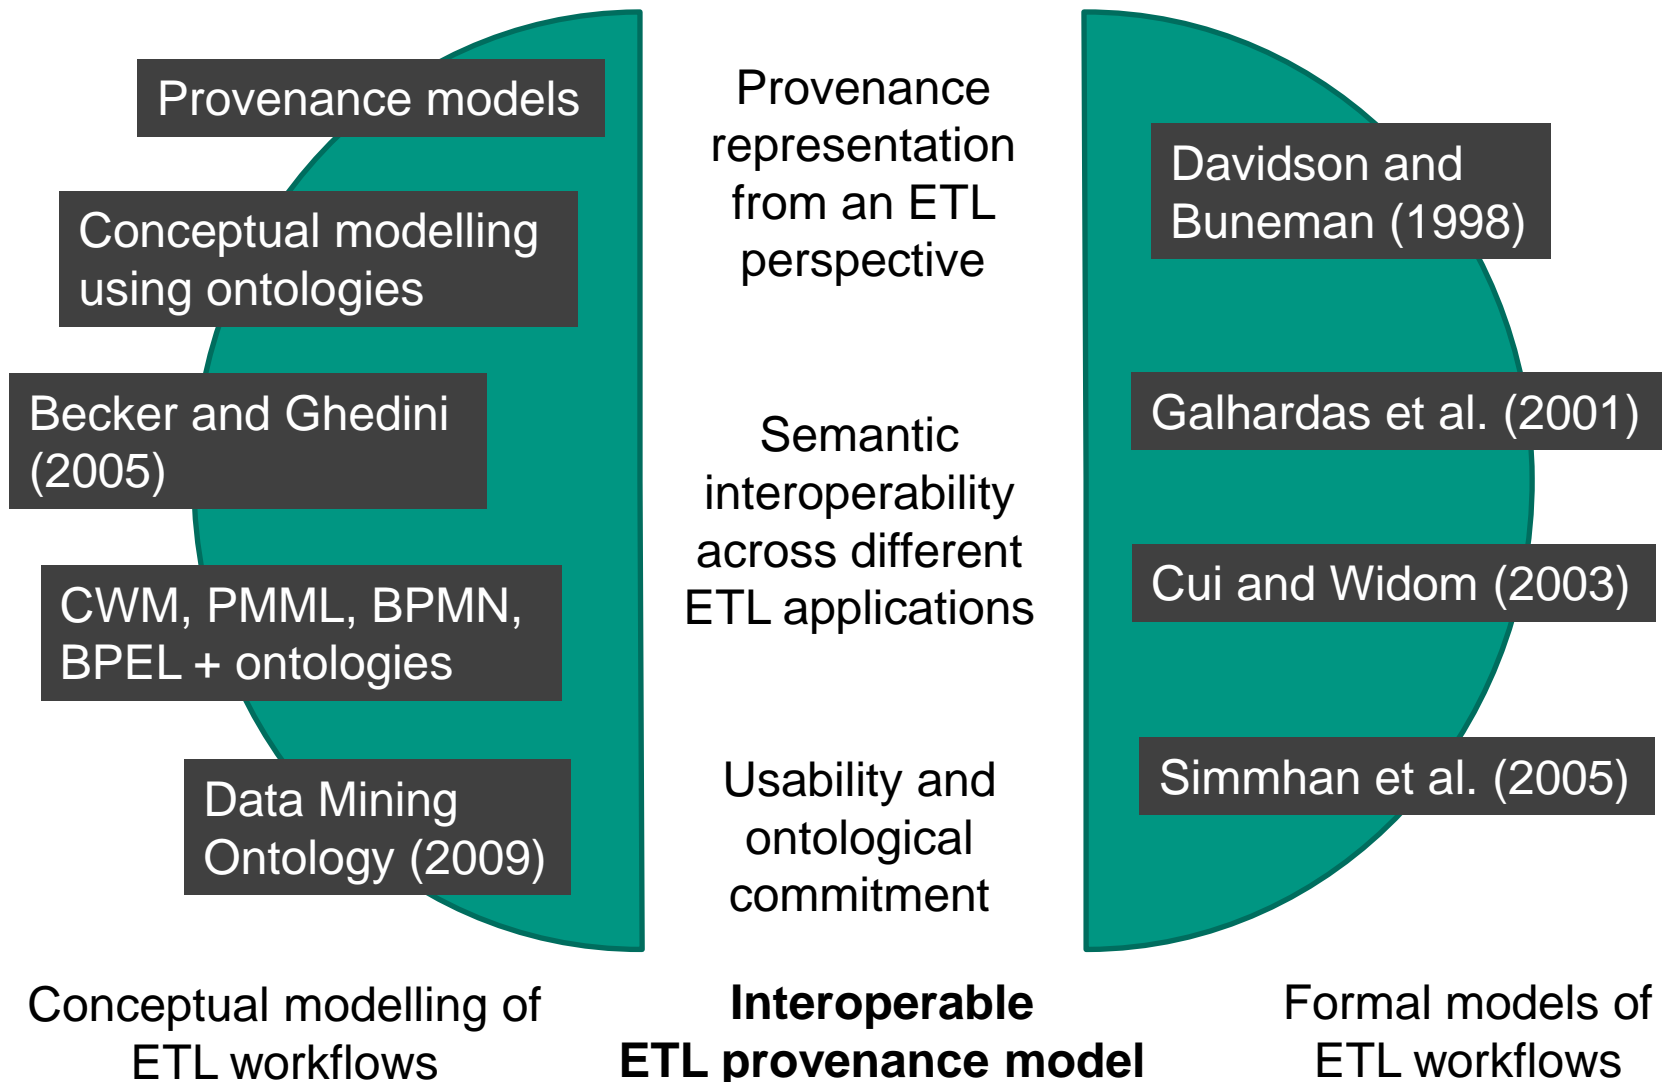 Provenance models
Conceptual modelling
using ontologies
Becker and Ghedini
(2005)
CWM, PMML, BPMN,
BPEL + ontologies
Data Mining
Ontology (2009)
Conceptual modelling of
ETL workflows
Provenance
representation
from an ETL
perspective
Semantic
interoperability
across different
ETL applications
Usability and
ontological
commitment
Interoperable
ETL provenance model
Davidson and
Buneman (1998)
Galhardas et al. (2001)
Cui and Widom (2003)
Simmhan et al. (2005)
Formal models of
ETL workflows